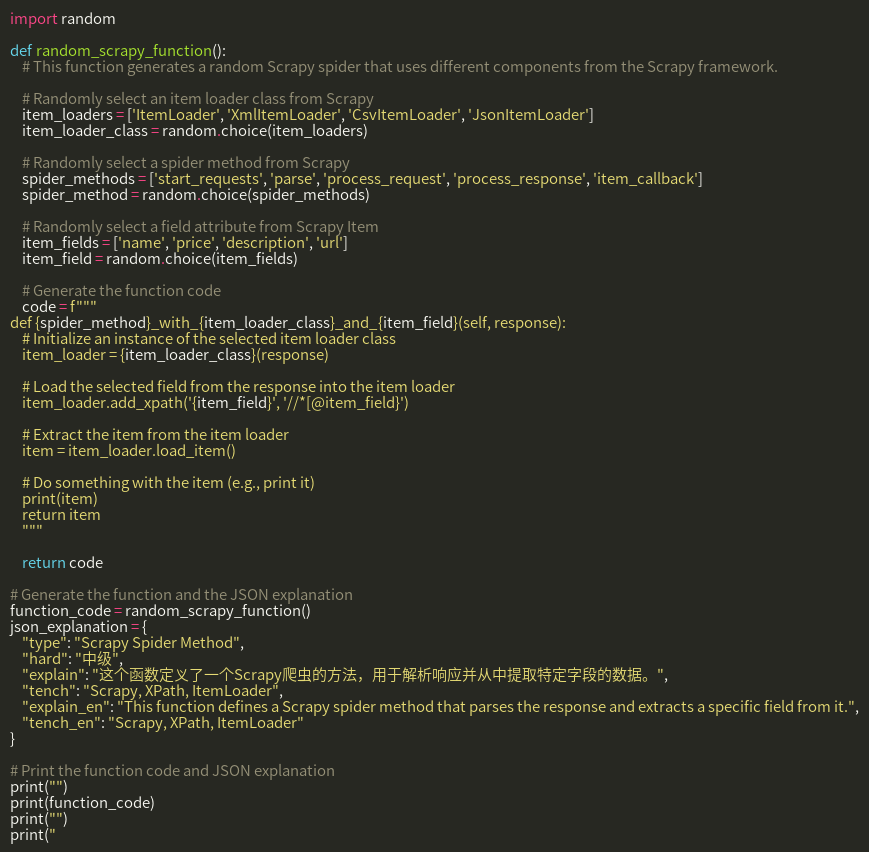 import random

def random_scrapy_function():
    # This function generates a random Scrapy spider that uses different components from the Scrapy framework.

    # Randomly select an item loader class from Scrapy
    item_loaders = ['ItemLoader', 'XmlItemLoader', 'CsvItemLoader', 'JsonItemLoader']
    item_loader_class = random.choice(item_loaders)

    # Randomly select a spider method from Scrapy
    spider_methods = ['start_requests', 'parse', 'process_request', 'process_response', 'item_callback']
    spider_method = random.choice(spider_methods)

    # Randomly select a field attribute from Scrapy Item
    item_fields = ['name', 'price', 'description', 'url']
    item_field = random.choice(item_fields)

    # Generate the function code
    code = f"""
def {spider_method}_with_{item_loader_class}_and_{item_field}(self, response):
    # Initialize an instance of the selected item loader class
    item_loader = {item_loader_class}(response)

    # Load the selected field from the response into the item loader
    item_loader.add_xpath('{item_field}', '//*[@item_field}')

    # Extract the item from the item loader
    item = item_loader.load_item()

    # Do something with the item (e.g., print it)
    print(item)
    return item
    """

    return code

# Generate the function and the JSON explanation
function_code = random_scrapy_function()
json_explanation = {
    "type": "Scrapy Spider Method",
    "hard": "中级",
    "explain": "这个函数定义了一个Scrapy爬虫的方法，用于解析响应并从中提取特定字段的数据。",
    "tench": "Scrapy, XPath, ItemLoader",
    "explain_en": "This function defines a Scrapy spider method that parses the response and extracts a specific field from it.",
    "tench_en": "Scrapy, XPath, ItemLoader"
}

# Print the function code and JSON explanation
print("")
print(function_code)
print("")
print("